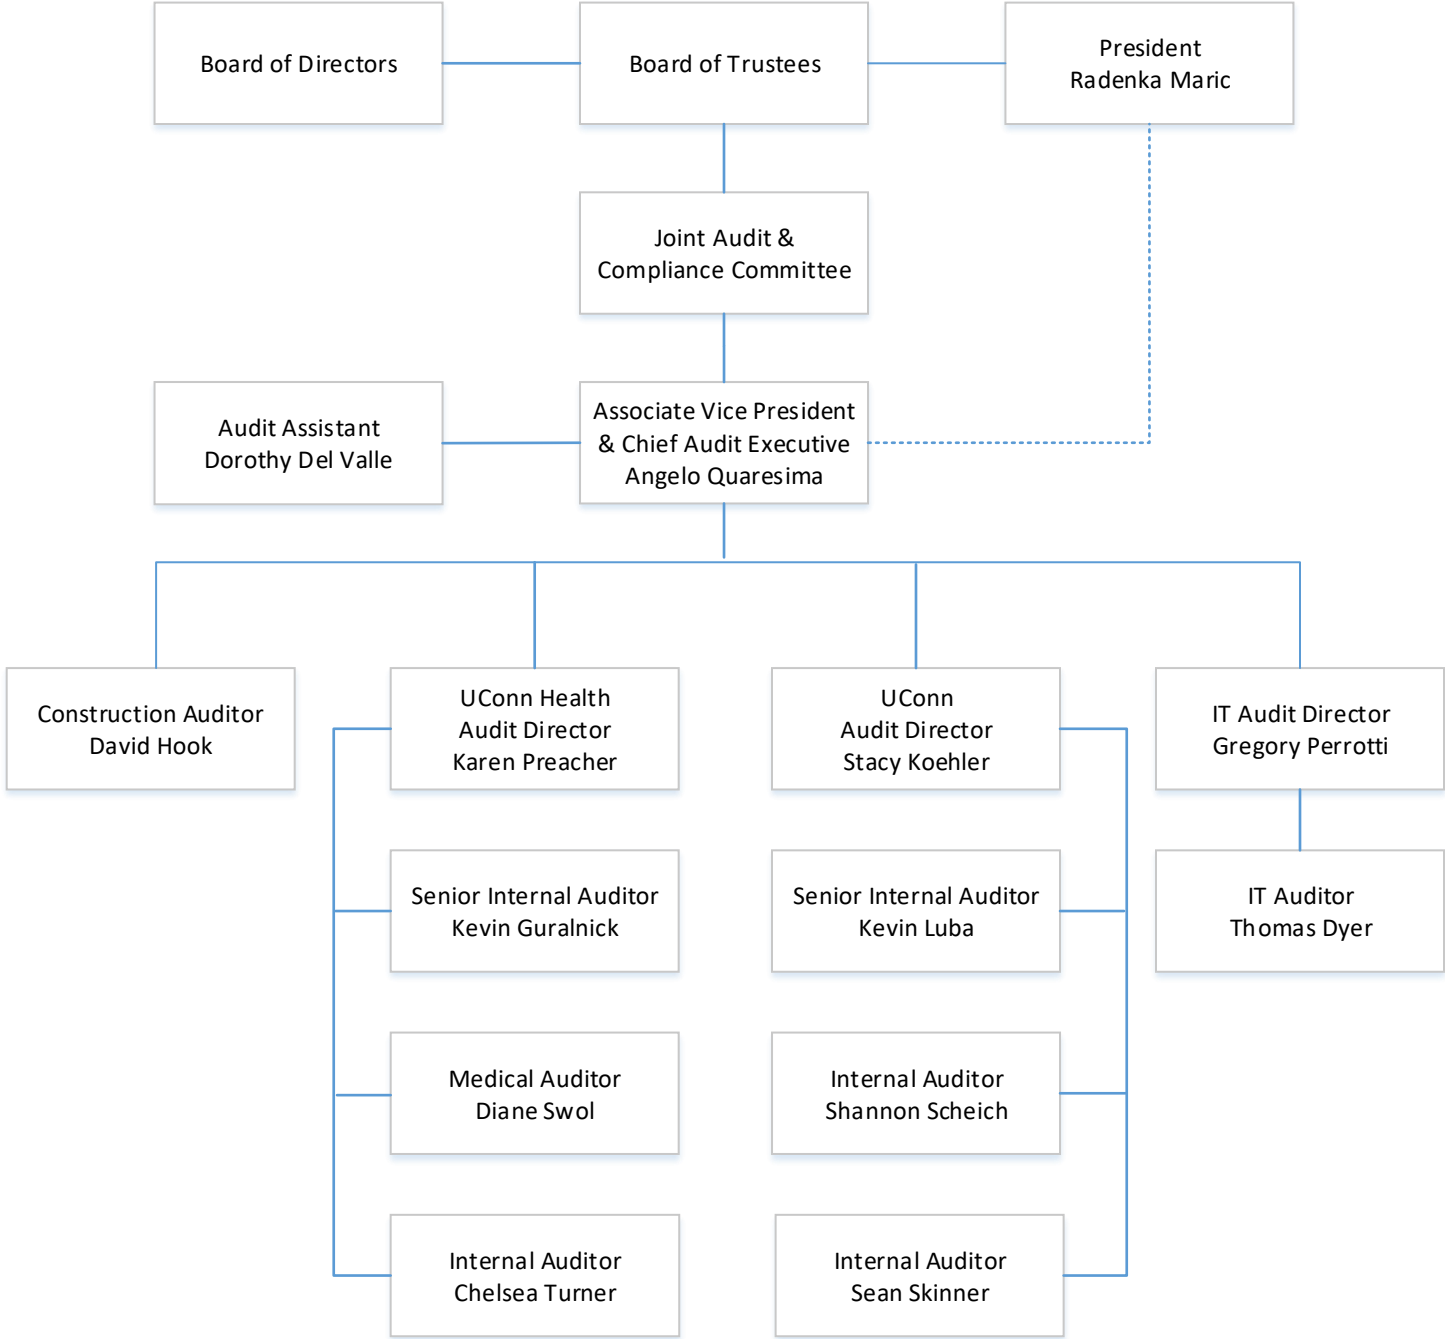 Board of Directors
Board of Trustees
President
Radenka Maric
Joint Audit &
Compliance Committee
Audit Assistant
Dorothy Del Valle
Associate Vice President
& Chief Audit Executive
Angelo Quaresima
Construction Auditor
David Hook
UConn Health
Audit Director
Karen Preacher
UConn
Audit Director
Stacy Koehler
IT Audit Director
Gregory Perrotti
Senior Internal Auditor
Kevin Guralnick
Senior Internal Auditor
Kevin Luba
IT Auditor
Thomas Dyer
Medical Auditor
Diane Swol
Internal Auditor
Shannon Scheich
Internal Auditor
Chelsea Turner
Internal Auditor
Sean Skinner